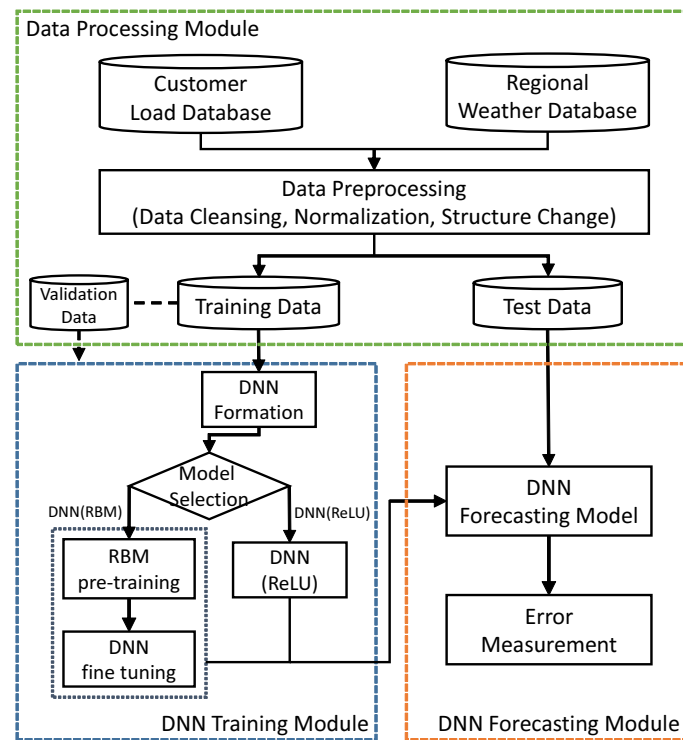 Data Processing Module
Customer
Load Database
Regional
Weather Database
Data Preprocessing
(Data Cleansing, Normalization, Structure Change)
Validation
Data
Training Data
Test Data
DNN
Formation
Model
Selection
DNN(RBM)
DNN(ReLU)
RBM
pre-training
DNN
(ReLU)
DNN
fine tuning
DNN Training Module
DNN
Forecasting Model
Error
Measurement
DNN Forecasting Module